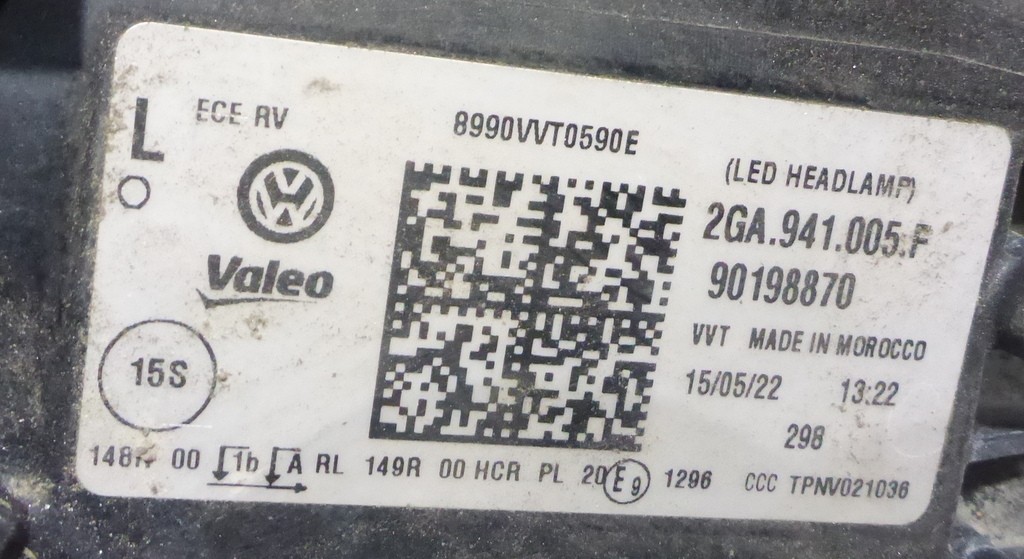 L
ECE RV
8990VVT0590E
(LED HEADLAMP)
Valeo
2GA.941.005.F
90198870
VVT MADE IN MOROCCO
15S
15/05/22 13:22
298
148R 00 1b A RL 149R 00 HCR PL 20 E9 1296 CCC TPNV021036